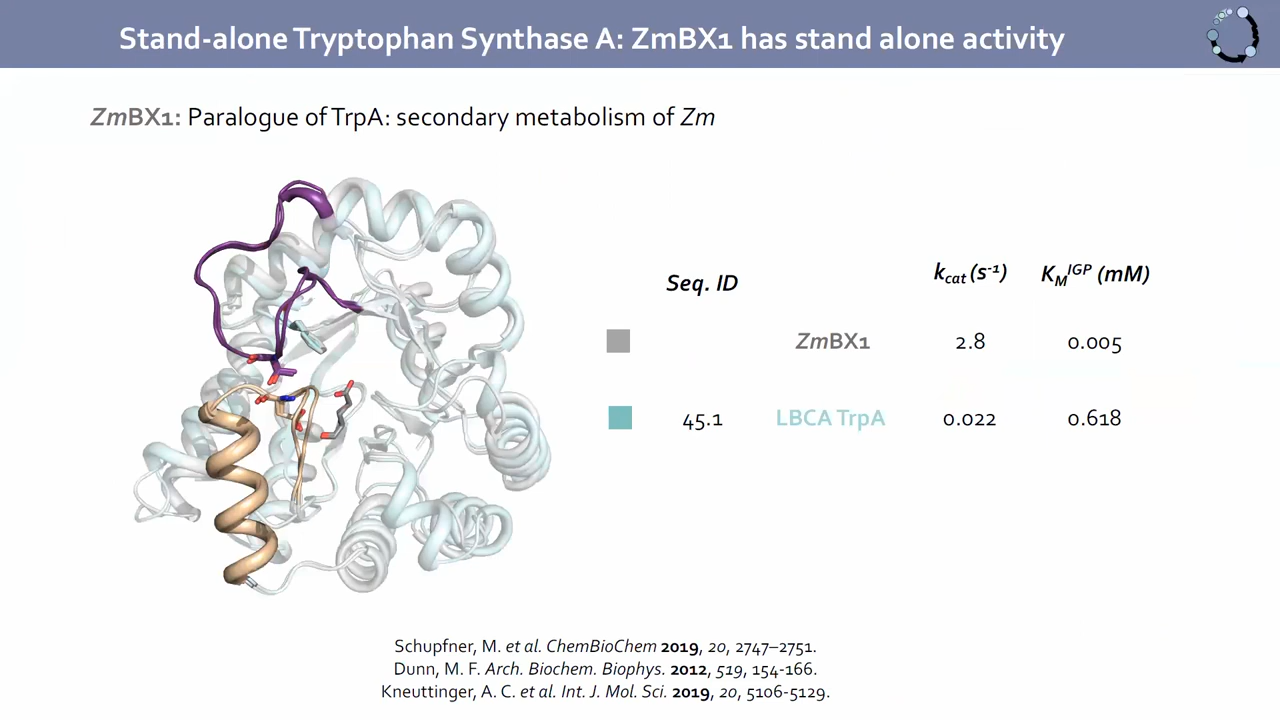 Stand-alone Tryptophan Synthase A: ZmBX1 has stand alone activity
ZmBX1: Paralogue of TrpA: secondary metabolism of Zm
Seq. ID kcat (s-1) KM IGP (mM)
ZmBX1 2.8 0.005
45.1 LBCA TrpA 0.022 0.618
Schupfner, M. et al. ChemBioChem 2019, 20, 2747–2751.
Dunn, M. F. Arch. Biochem. Biophys. 2012, 519, 154-166.
Kneuttinger, A. C. et al. Int. J. Mol. Sci. 2019, 20, 5106-5129.